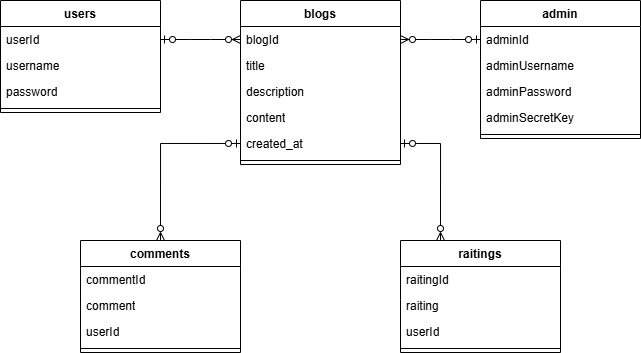 users
userId
username
password
blogs
blogId
title
description
content
created_at
admin
adminId
adminUsername
adminPassword
adminSecretKey
comments
commentId
comment
userId
raitings
raitingId
raiting
userId